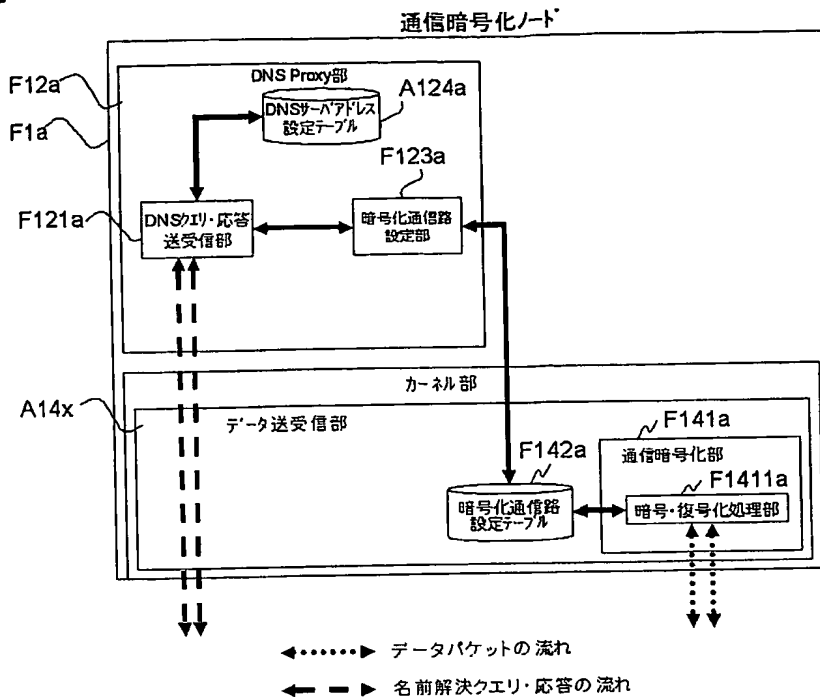 通信暗号化ノード
F12a
DNS Proxy部
A124a
DNSサーバアドレス
設定テーブル
F1a
F123a
F121a
DNSクエリ・応答
送受信部
暗号化通信路
設定部
カーネル部
A14x
データ送受信部
F141a
通信暗号化部
F142a
F1411a
暗号化通信路
設定テーブル
暗号・復号化処理部
データパケットの流れ
名前解決クエリ・応答の流れ